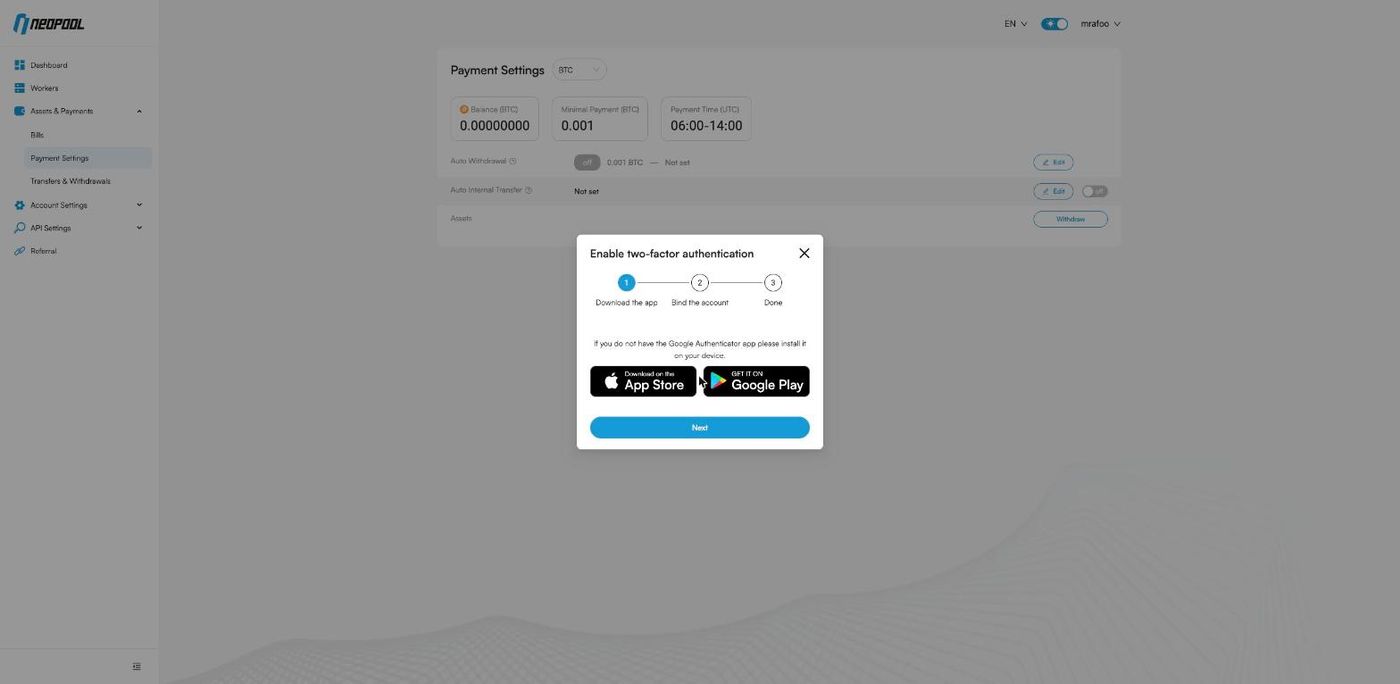 NEOPOOL
EN
mrafoo
Dashboard
Workers
Assets & Payments
Bills
Payment Settings
Transfers & Withdrawals
Account Settings
API Settings
Referral
Payment Settings BTC
Balance (BTC)
0.00000000
Minimal Payment (BTC)
0.001
Payment Time (UTC)
06:00-14:00
Auto Withdrawal off 0.001 BTC — Not set Edit
Auto Internal Transfer Not set Edit off
Assets Withdraw
Enable two-factor authentication
1 2 3
Download the app Bind the account Done
If you do not have the Google Authenticator app please install it
on your device.
Download on the
App Store
GET IT ON
Google Play
Next